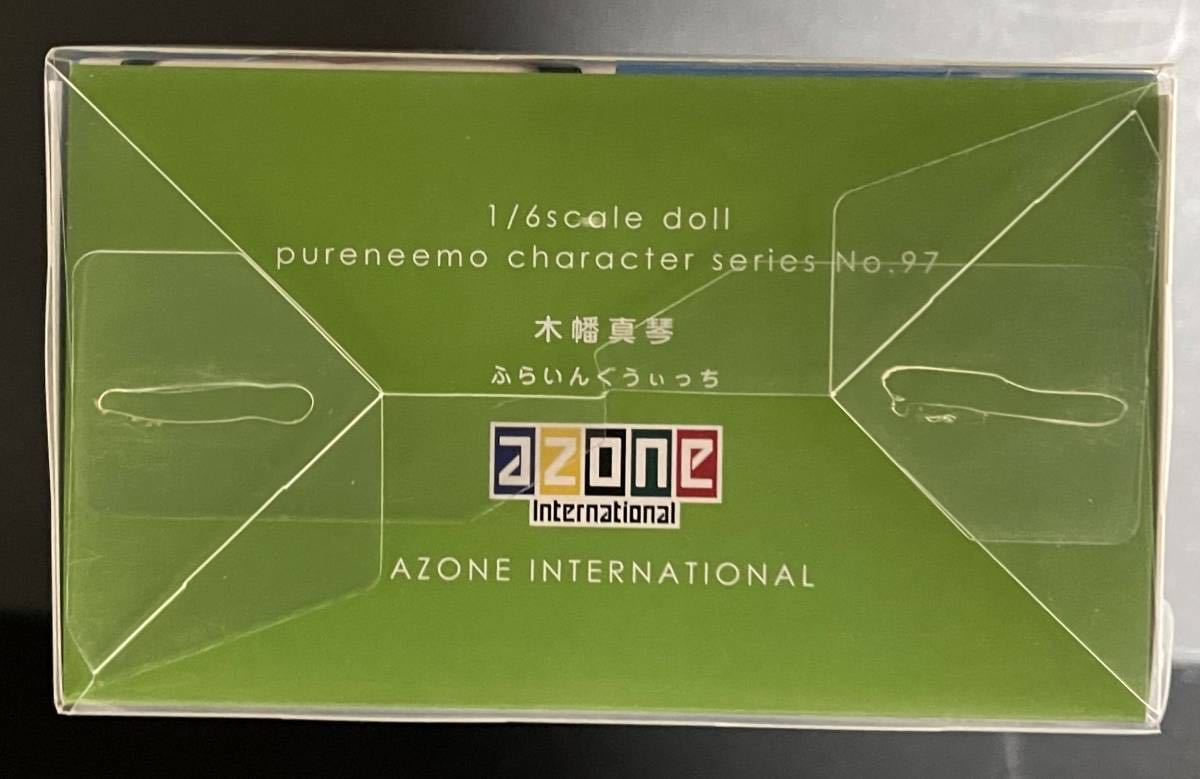 1/6scale doll
pureneemo character series No.97
木幡真琴
ふらいんぐうぃっち
azone
International
AZONE INTERNATIONAL